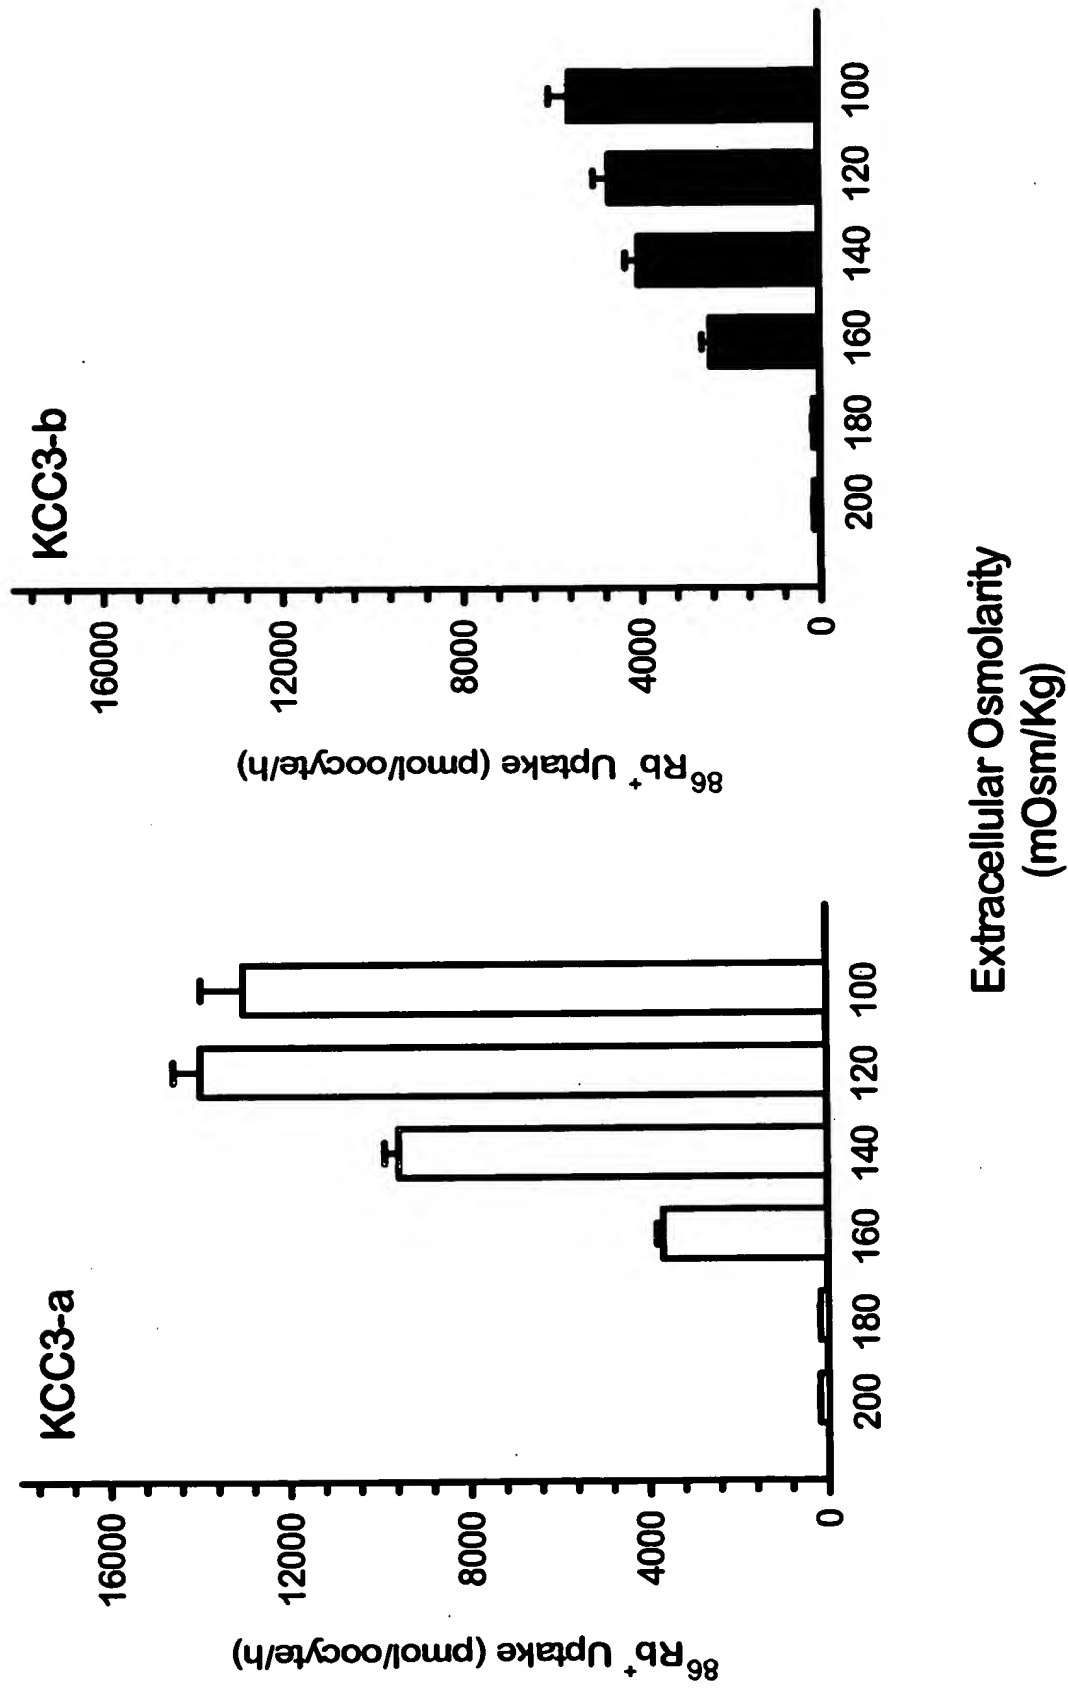 KCC3-a
16000
12000
8000
4000
0
⁸⁶Rb⁺ Uptake (pmol/oocyte/h)
200 180 160 140 120 100
KCC3-b
16000
12000
8000
4000
0
⁸⁶Rb⁺ Uptake (pmol/oocyte/h)
200 180 160 140 120 100
Extracellular Osmolarity
(mOsm/Kg)